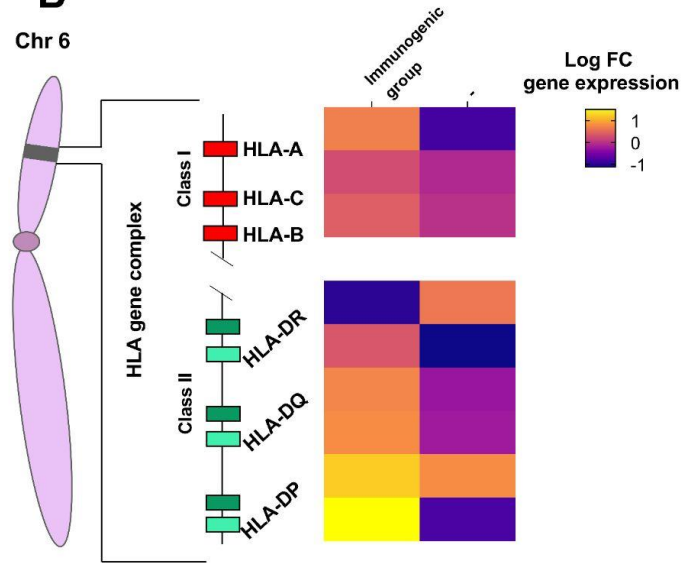 Chr 6
Immunogenic
group
-
Log FC
gene expression
1
0
-1
HLA gene complex
Class I
HLA-A
HLA-C
HLA-B
Class II
HLA-DR
HLA-DQ
HLA-DP